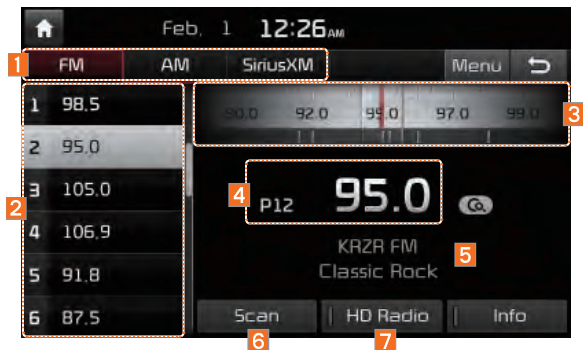 Feb. 1 12:26 AM
1 FM AM SiriusXM Menu
1 98.5
2 95.0
3 105.0
4 106.9
5 91.8
6 87.5
2
90.0 92.0 95.0 97.0 99.0 3
4 P12 95.0
KRZR FM
Classic Rock
5
Scan HD Radio Info
6 7